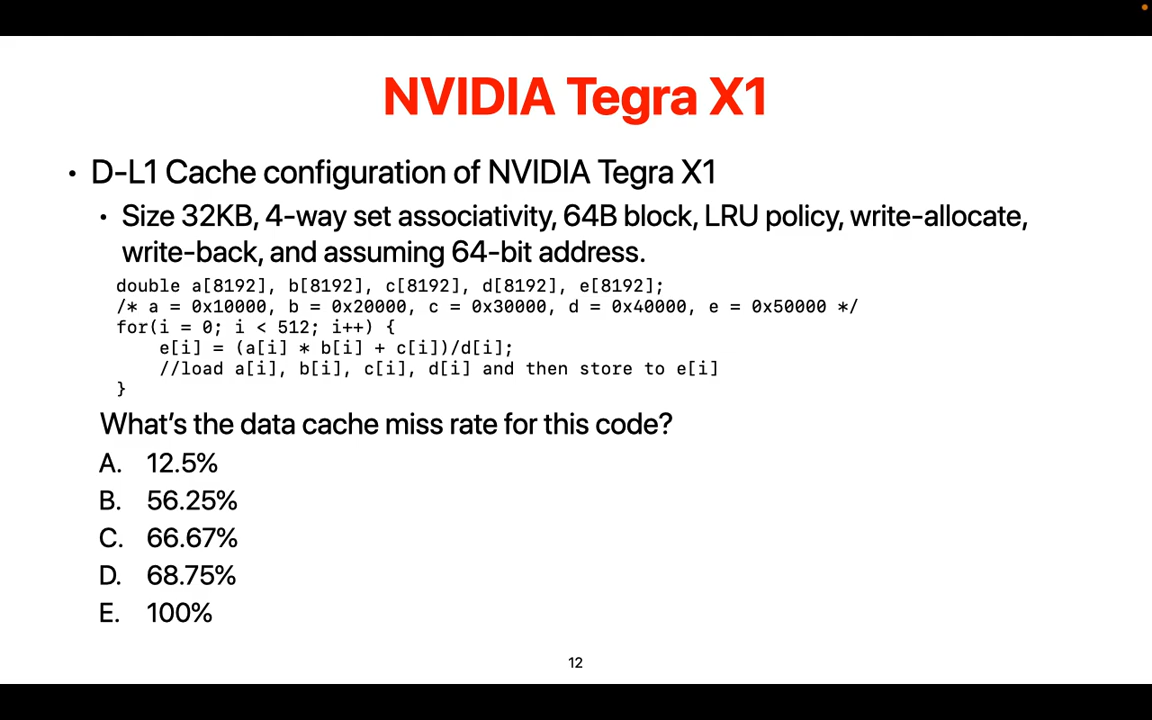 NVIDIA Tegra X1
• D-L1 Cache configuration of NVIDIA Tegra X1
• Size 32KB, 4-way set associativity, 64B block, LRU policy, write-allocate,
write-back, and assuming 64-bit address.
double a[8192], b[8192], c[8192], d[8192], e[8192];
/* a = 0x10000, b = 0x20000, c = 0x30000, d = 0x40000, e = 0x50000 */
for(i = 0; i < 512; i++) {
    e[i] = (a[i] * b[i] + c[i])/d[i];
    //load a[i], b[i], c[i], d[i] and then store to e[i]
}
What’s the data cache miss rate for this code?
A. 12.5%
B. 56.25%
C. 66.67%
D. 68.75%
E. 100%
12